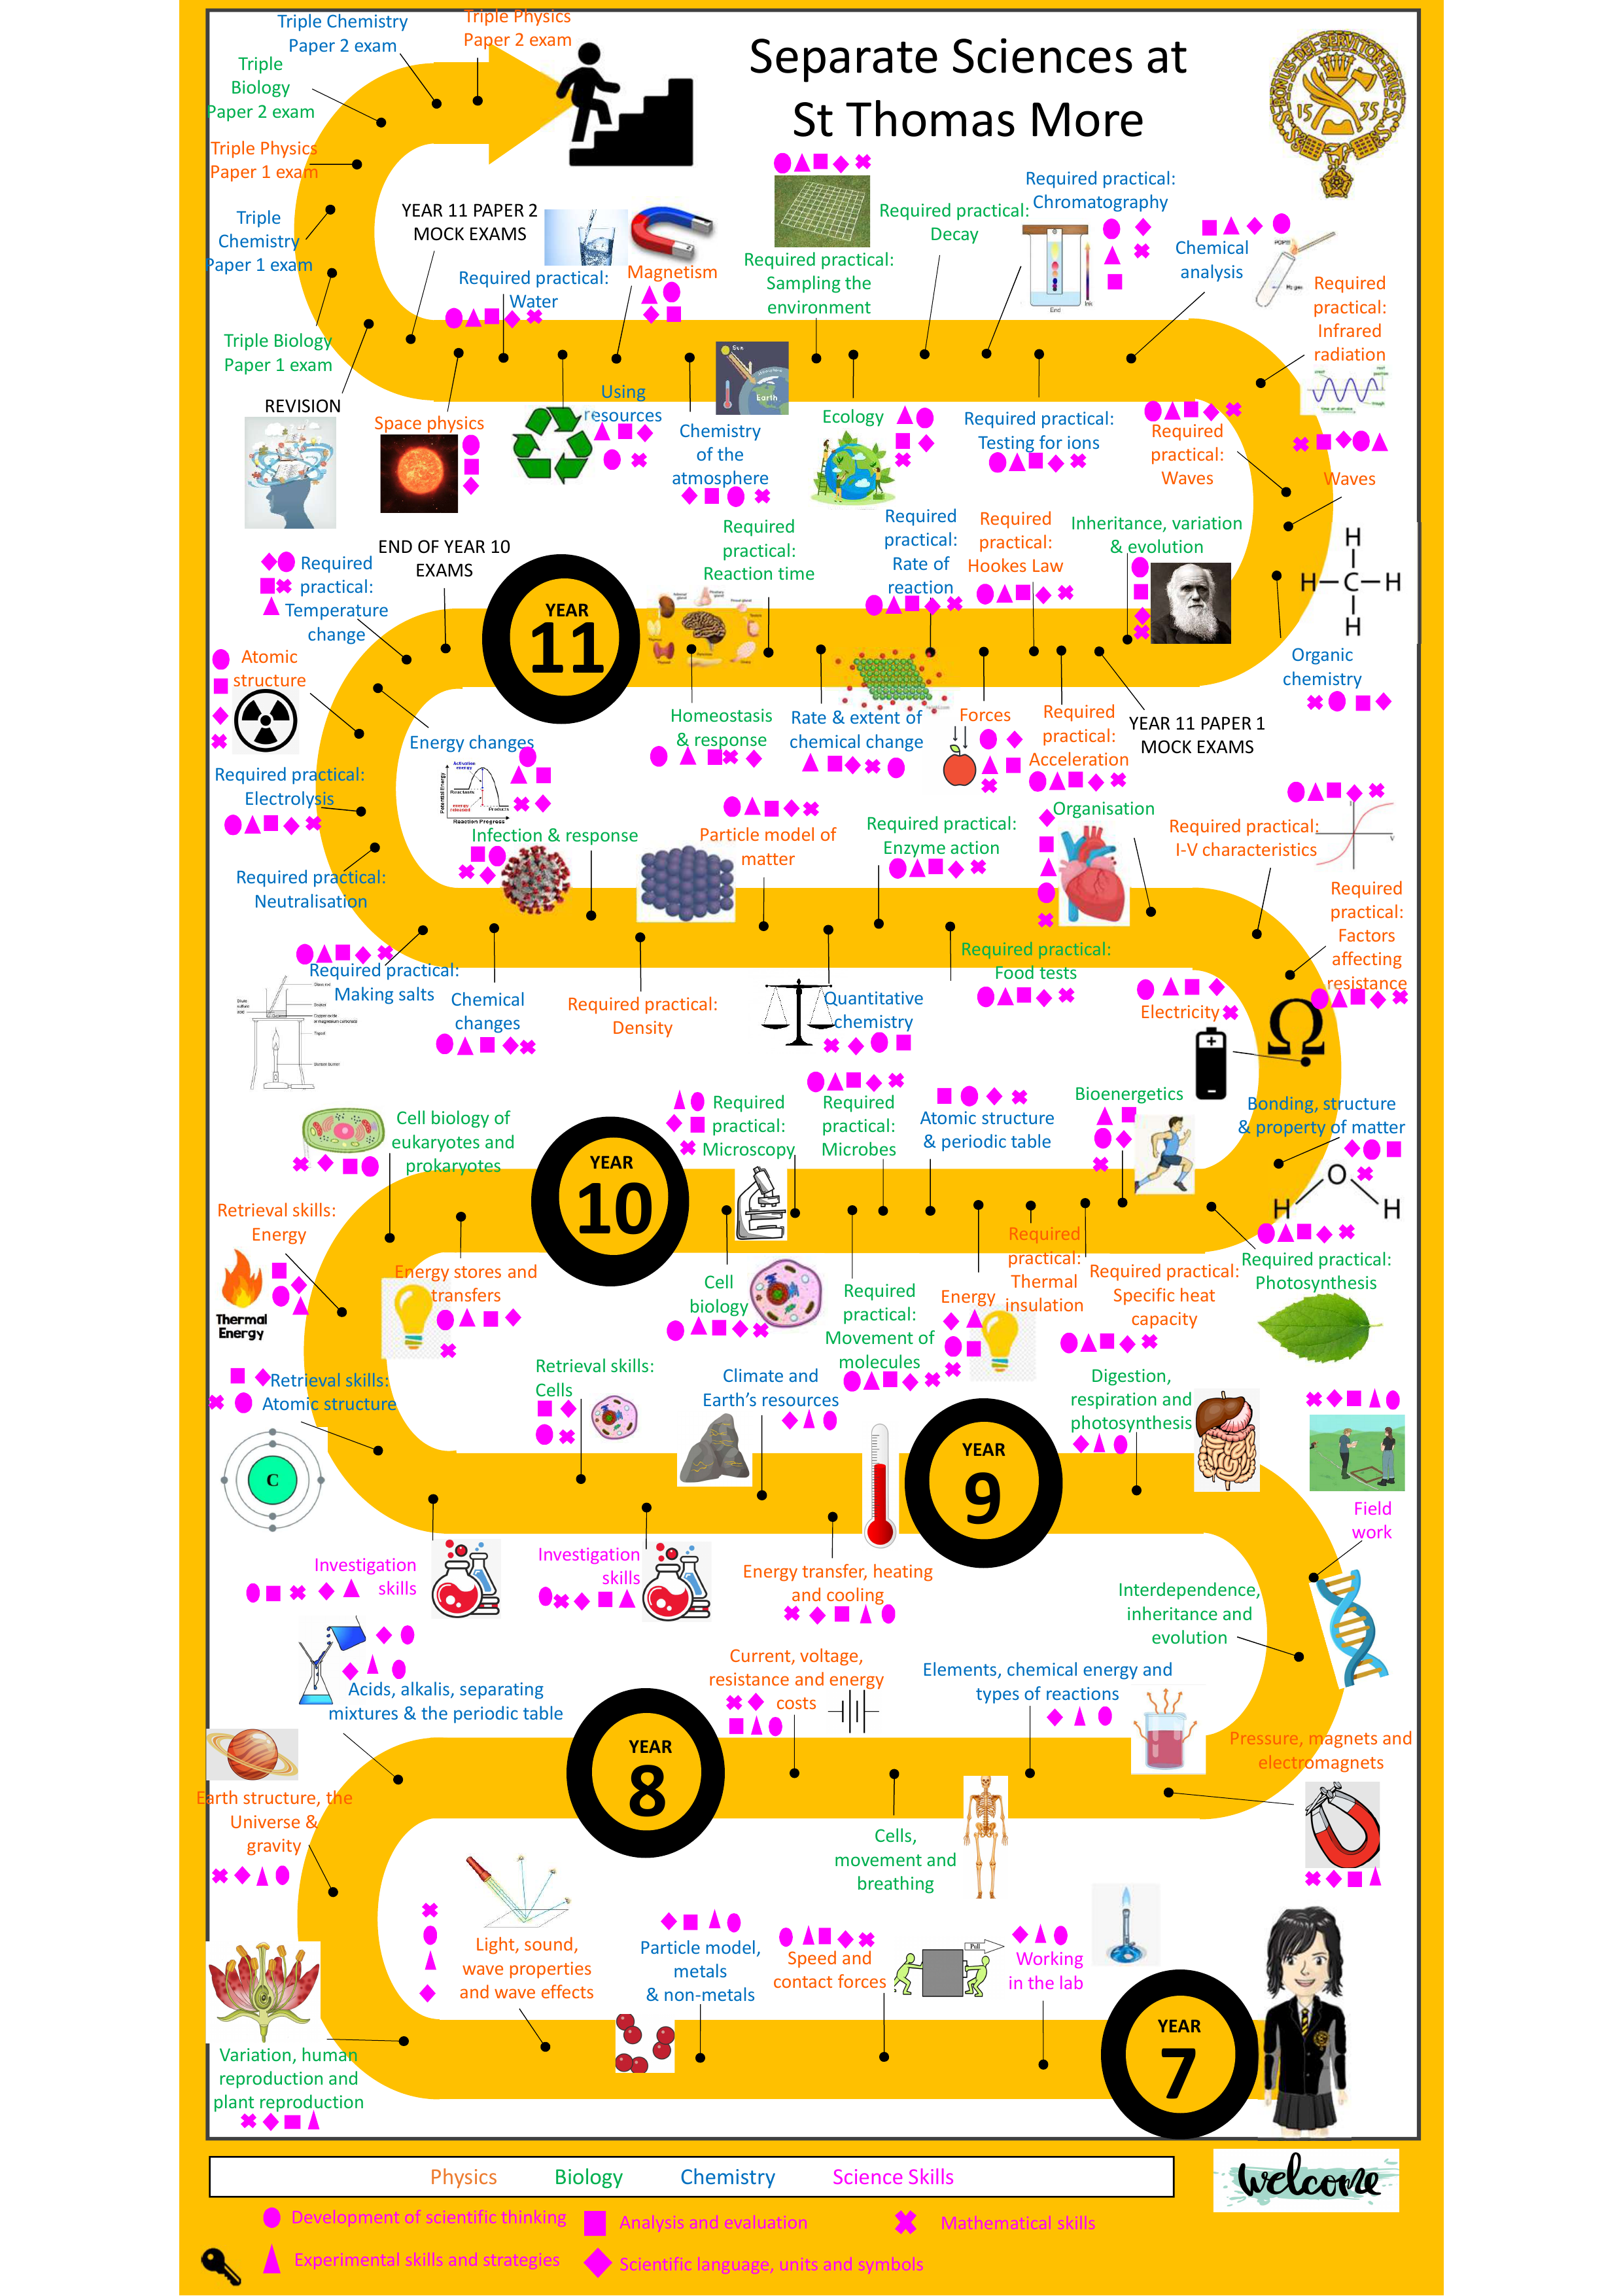 Separate Sciences at
St Thomas More
Triple Chemistry
Paper 2 exam
Triple Physics
Paper 2 exam
Triple
Biology
Paper 2 exam
Triple Physics
Paper 1 exam
Triple
Chemistry
Paper 1 exam
Triple Biology
Paper 1 exam
REVISION
YEAR 11 PAPER 2
MOCK EXAMS
Required practical:
Water
Magnetism
Required practical:
Sampling the
environment
Required practical:
Decay
Required practical:
Chromatography
End
Ink
Chemical
analysis
Required
practical:
Infrared
radiation
Space physics
Using
resources
Chemistry
of the
atmosphere
Sun
Earth
Ecology
Required practical:
Testing for ions
Required
practical:
Waves
Waves
END OF YEAR 10
EXAMS
Required
practical:
Temperature
change
YEAR
11
Required
practical:
Reaction time
Required
practical:
Rate of
reaction
Required
practical:
Hookes Law
Inheritance, variation
& evolution
H
H-C-H
H
Organic
chemistry
Atomic
structure
Energy changes
Homeostasis
& response
Rate & extent of
chemical change
Forces
Required
practical:
Acceleration
YEAR 11 PAPER 1
MOCK EXAMS
Required practical:
Electrolysis
Potential Energy
Activation
energy
Reactants
Products
Reaction Progress
Required practical:
Neutralisation
Infection & response
Particle model of
matter
Required practical:
Enzyme action
Organisation
Required practical:
I-V characteristics
I
V
Required
practical:
Factors
affecting
resistance
Required practical:
Making salts
Chemical
changes
Required practical:
Density
Quantitative
chemistry
Required practical:
Food tests
Electricity
Ω
Bonding, structure
& property of matter
O
H H
Cell biology of
eukaryotes and
prokaryotes
YEAR
10
Required
practical:
Microscopy
Required
practical:
Microbes
Atomic structure
& periodic table
Bioenergetics
Required practical:
Photosynthesis
Retrieval skills:
Energy
Thermal
Energy
Energy stores and
transfers
Cell
biology
Required
practical:
Movement of
molecules
Energy
Required
practical:
Thermal
insulation
Required practical:
Specific heat
capacity
Retrieval skills:
Atomic structure
C
Retrieval skills:
Cells
Climate and
Earth's resources
YEAR
9
Digestion,
respiration and
photosynthesis
Field
work
Investigation
skills
Investigation
skills
Energy transfer, heating
and cooling
Interdependence,
inheritance and
evolution
Acids, alkalis, separating
mixtures & the periodic table
YEAR
8
Current, voltage,
resistance and energy
costs
Elements, chemical energy and
types of reactions
Pressure, magnets and
electromagnets
Earth structure, the
Universe &
gravity
Cells,
movement and
breathing
Light, sound,
wave properties
and wave effects
Particle model,
metals
& non-metals
Speed and
contact forces
Pull
Working
in the lab
YEAR
7
Variation, human
reproduction and
plant reproduction
Physics Biology Chemistry Science Skills
welcome
Development of scientific thinking
Analysis and evaluation
Mathematical skills
Experimental skills and strategies
Scientific language, units and symbols